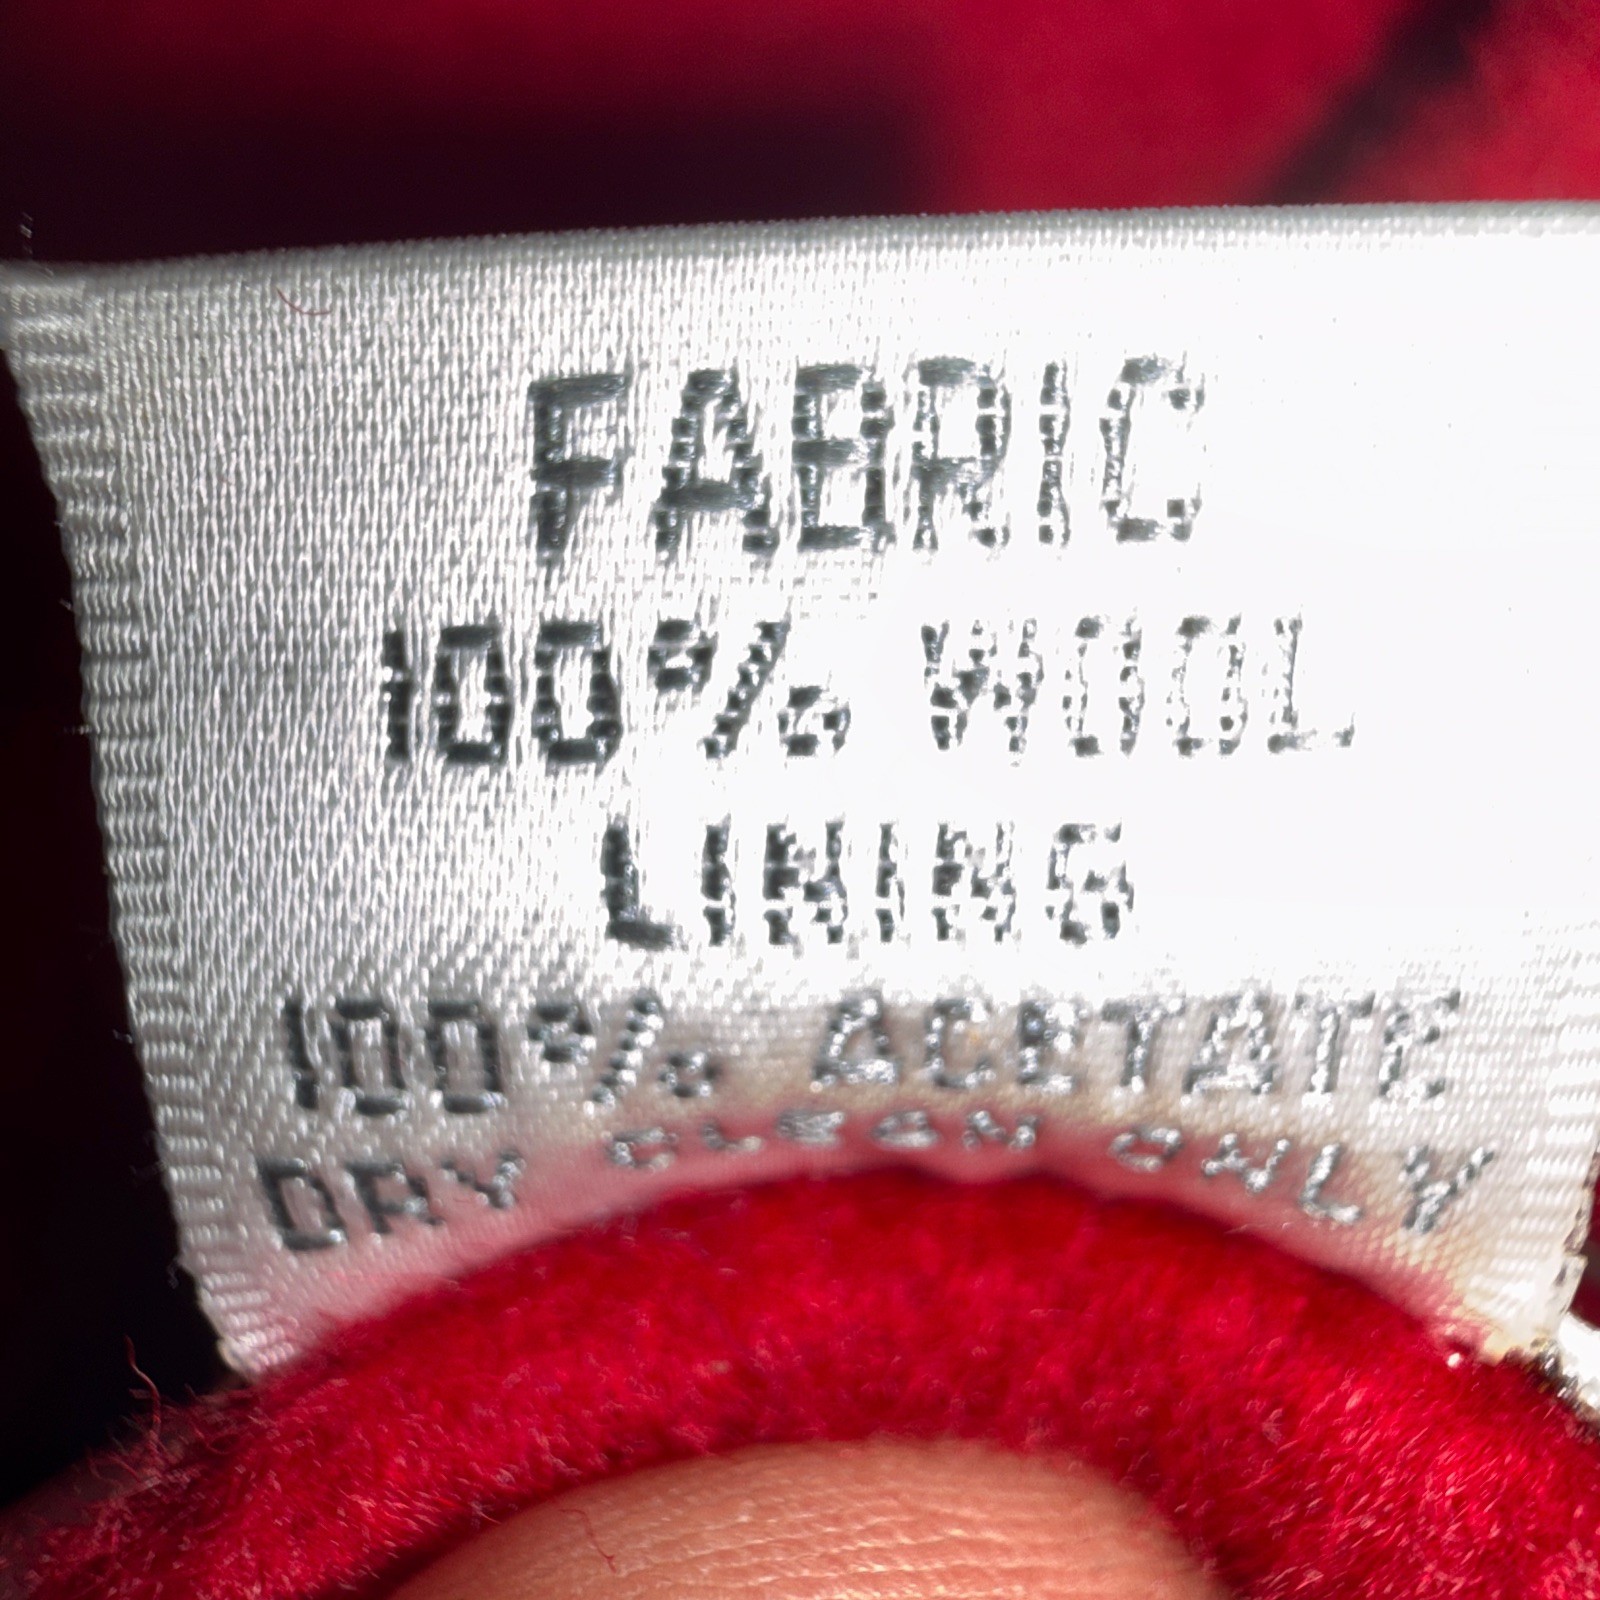 FABRIC
100% WOOL
LINING
100% ACETATE
DRY CLEAN ONLY